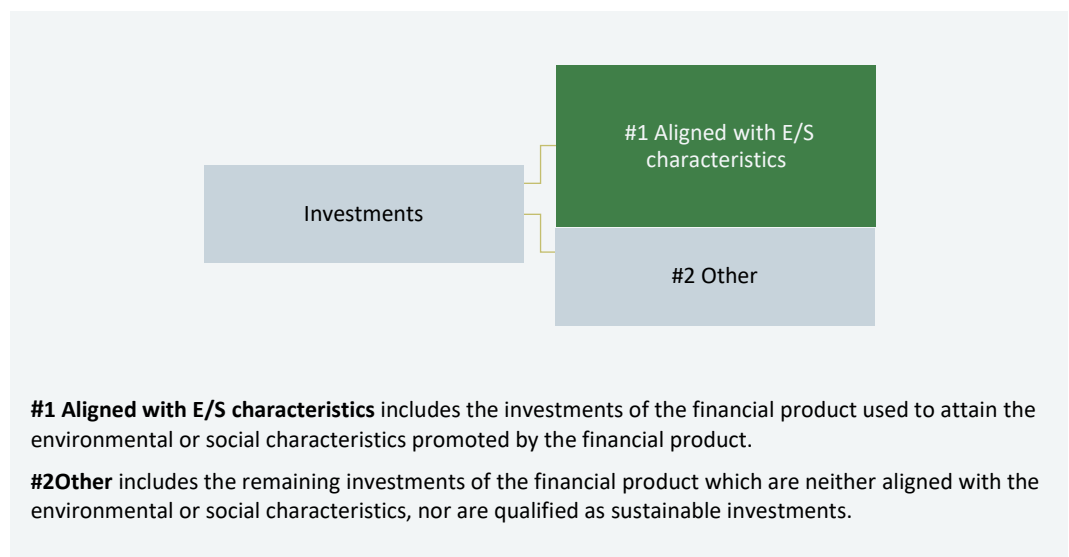 #1 Aligned with E/S
characteristics
Investments
#2 Other
#1 Aligned with E/S characteristics includes the investments of the financial product used to attain the
environmental or social characteristics promoted by the financial product.
#2Other includes the remaining investments of the financial product which are neither aligned with the
environmental or social characteristics, nor are qualified as sustainable investments.